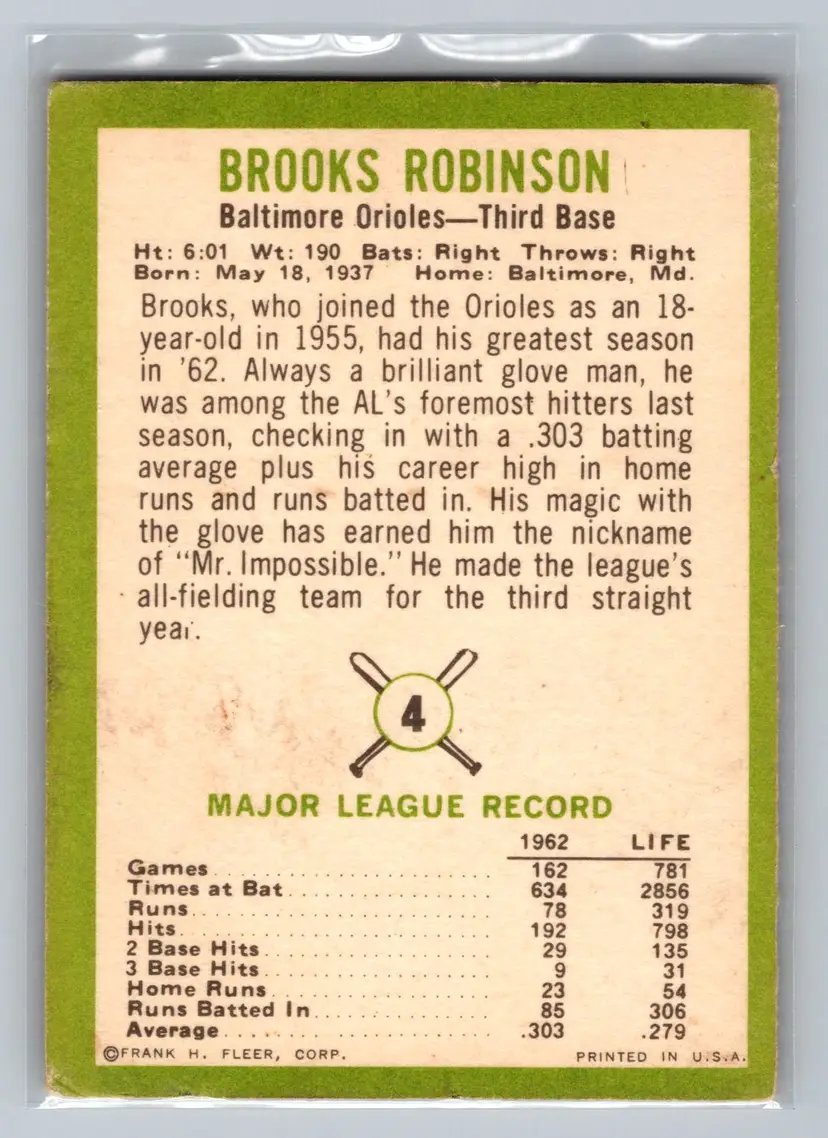 BROOKS ROBINSON
Baltimore Orioles—Third Base
Ht: 6:01 Wt: 190 Bats: Right Throws: Right
Born: May 18, 1937 Home: Baltimore, Md.
Brooks, who joined the Orioles as an 18-
year-old in 1955, had his greatest season
in '62. Always a brilliant glove man, he
was among the AL's foremost hitters last
season, checking in with a .303 batting
average plus his career high in home
runs and runs batted in. His magic with
the glove has earned him the nickname
of “Mr. Impossible.” He made the league's
all-fielding team for the third straight
year.
4
MAJOR LEAGUE RECORD
1962 LIFE
Games 162 781
Times at Bat 634 2856
Runs 78 319
Hits 192 798
2 Base Hits 29 135
3 Base Hits 9 31
Home Runs 23 54
Runs Batted In 85 306
Average .303 .279
©FRANK H. FLEER, CORP. PRINTED IN U.S.A.